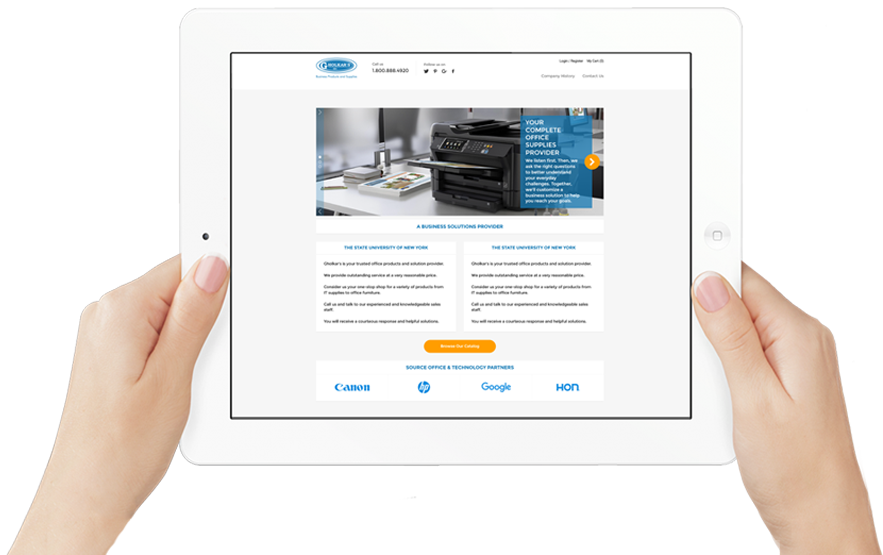 GHOLKAR'S
Business Products and Supplies
Call us
1.800.888.4920
Follow us on:
Login / Register My Cart (0)
Company History Contact Us
YOUR
COMPLETE
OFFICE
SUPPLIES
PROVIDER
We listen first. Then, we
ask the right questions
to better understand
your everyday
challenges. Together,
we'll customize a
business solution to help
you reach your goals.
A BUSINESS SOLUTIONS PROVIDER
THE STATE UNIVERSITY OF NEW YORK
Gholkar's is your trusted office products and solution provider.
We provide outstanding service at a very reasonable price.
Consider us your one-stop shop for a variety of products from
IT supplies to office furniture.
Call us and talk to our experienced and knowledgeable sales
staff.
You will receive a courteous response and helpful solutions.
THE STATE UNIVERSITY OF NEW YORK
Gholkar's is your trusted office products and solution provider.
We provide outstanding service at a very reasonable price.
Consider us your one-stop shop for a variety of products from
IT supplies to office furniture.
Call us and talk to our experienced and knowledgeable sales
staff.
You will receive a courteous response and helpful solutions.
Browse Our Catalog
SOURCE OFFICE & TECHNOLOGY PARTNERS
Canon hp Google HON